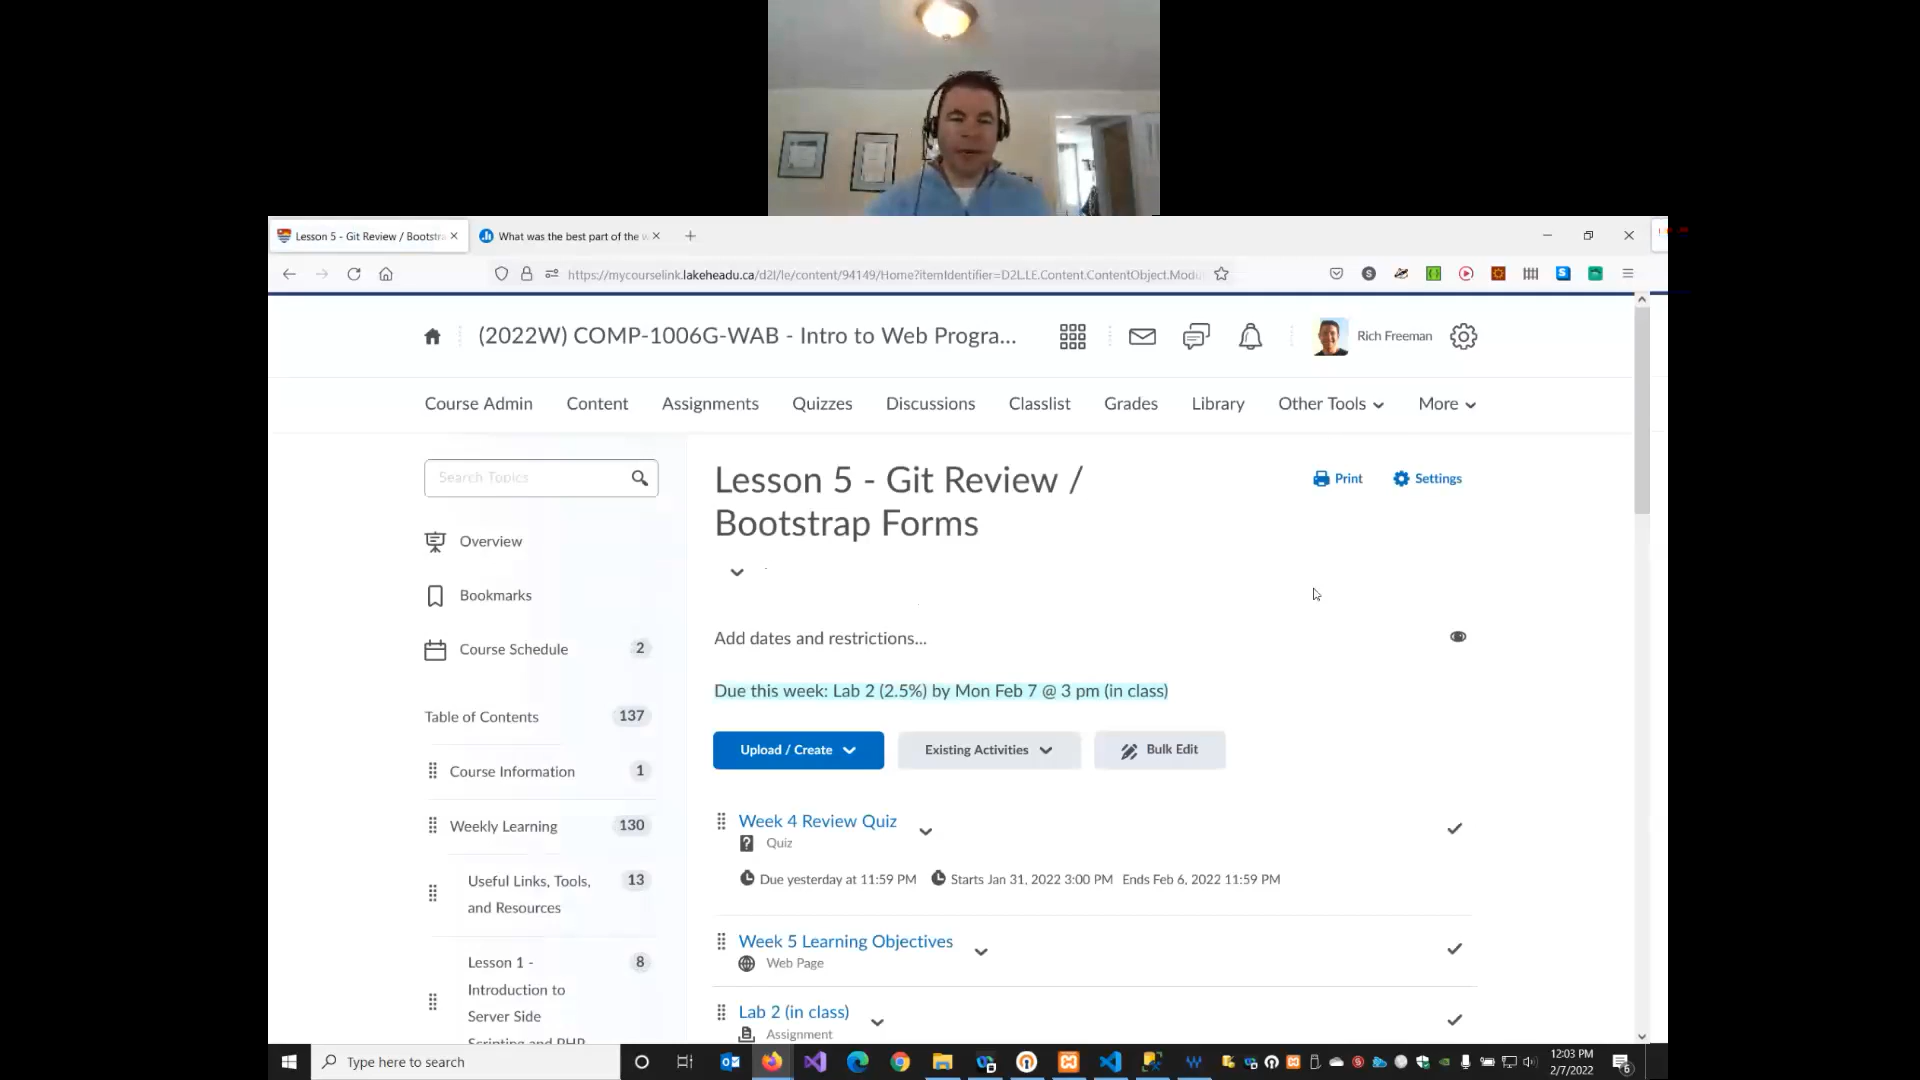 Lesson 5 - Git Review / Bootstra
What was the best part of the
https://mycourselink.lakeheadu.ca/d2l/le/content/94149/Home?itemIdentifier=D2L.LE.Content.ContentObject.Modu
(2022W) COMP-1006G-WAB - Intro to Web Progra...
Rich Freeman
Course Admin Content Assignments Quizzes Discussions Classlist Grades Library Other Tools More
Search Topics
Overview
Bookmarks
Course Schedule 2
Table of Contents 137
Course Information 1
Weekly Learning 130
Useful Links, Tools, 13
and Resources
Lesson 1 - 8
Introduction to
Server Side
Scripting and PHP
Lesson 5 - Git Review /
Bootstrap Forms
Print Settings
Add dates and restrictions...
Due this week: Lab 2 (2.5%) by Mon Feb 7 @ 3 pm (in class)
Upload / Create Existing Activities Bulk Edit
Week 4 Review Quiz
Quiz
Due yesterday at 11:59 PM Starts Jan 31, 2022 3:00 PM Ends Feb 6, 2022 11:59 PM
Week 5 Learning Objectives
Web Page
Lab 2 (in class)
Assignment
Type here to search
12:03 PM
2/7/2022
6